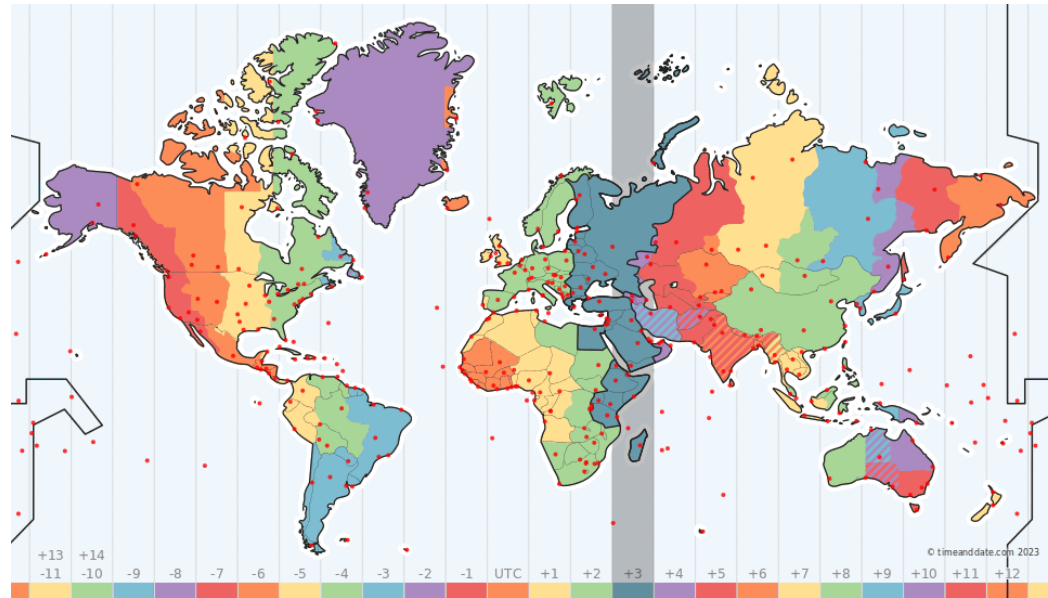 © timeanddate.com 2023
+13 +14
-11 -10 -9 -8 -7 -6 -5 -4 -3 -2 -1 UTC +1 +2 +3 +4 +5 +6 +7 +8 +9 +10 +11 +12